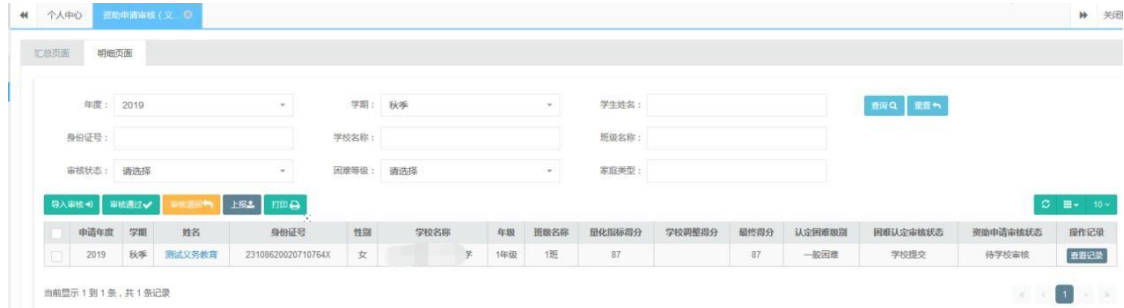 个人中心 资助申请审核（义...
汇总页面 明细页面
年度： 2019 学期： 秋季 学生姓名： 查询 重置
身份证号： 学校名称： 班级名称：
审核状态： 请选择 困难等级： 请选择 家庭类型：
导入审核 审核通过 审核退回 上报 打印 10
申请年度 学期 姓名 身份证号 性别 学校名称 年级 班级名称 量化指标得分 学校调整得分 最终得分 认定困难级别 困难认定审核状态 资助申请审核状态 操作记录
2019 秋季 测试义务教育 23108620020710764X 女 1年级 1班 87 87 一般困难 学校提交 待学校审核 查看记录
当前显示 1 到 1 条，共 1 条记录 1